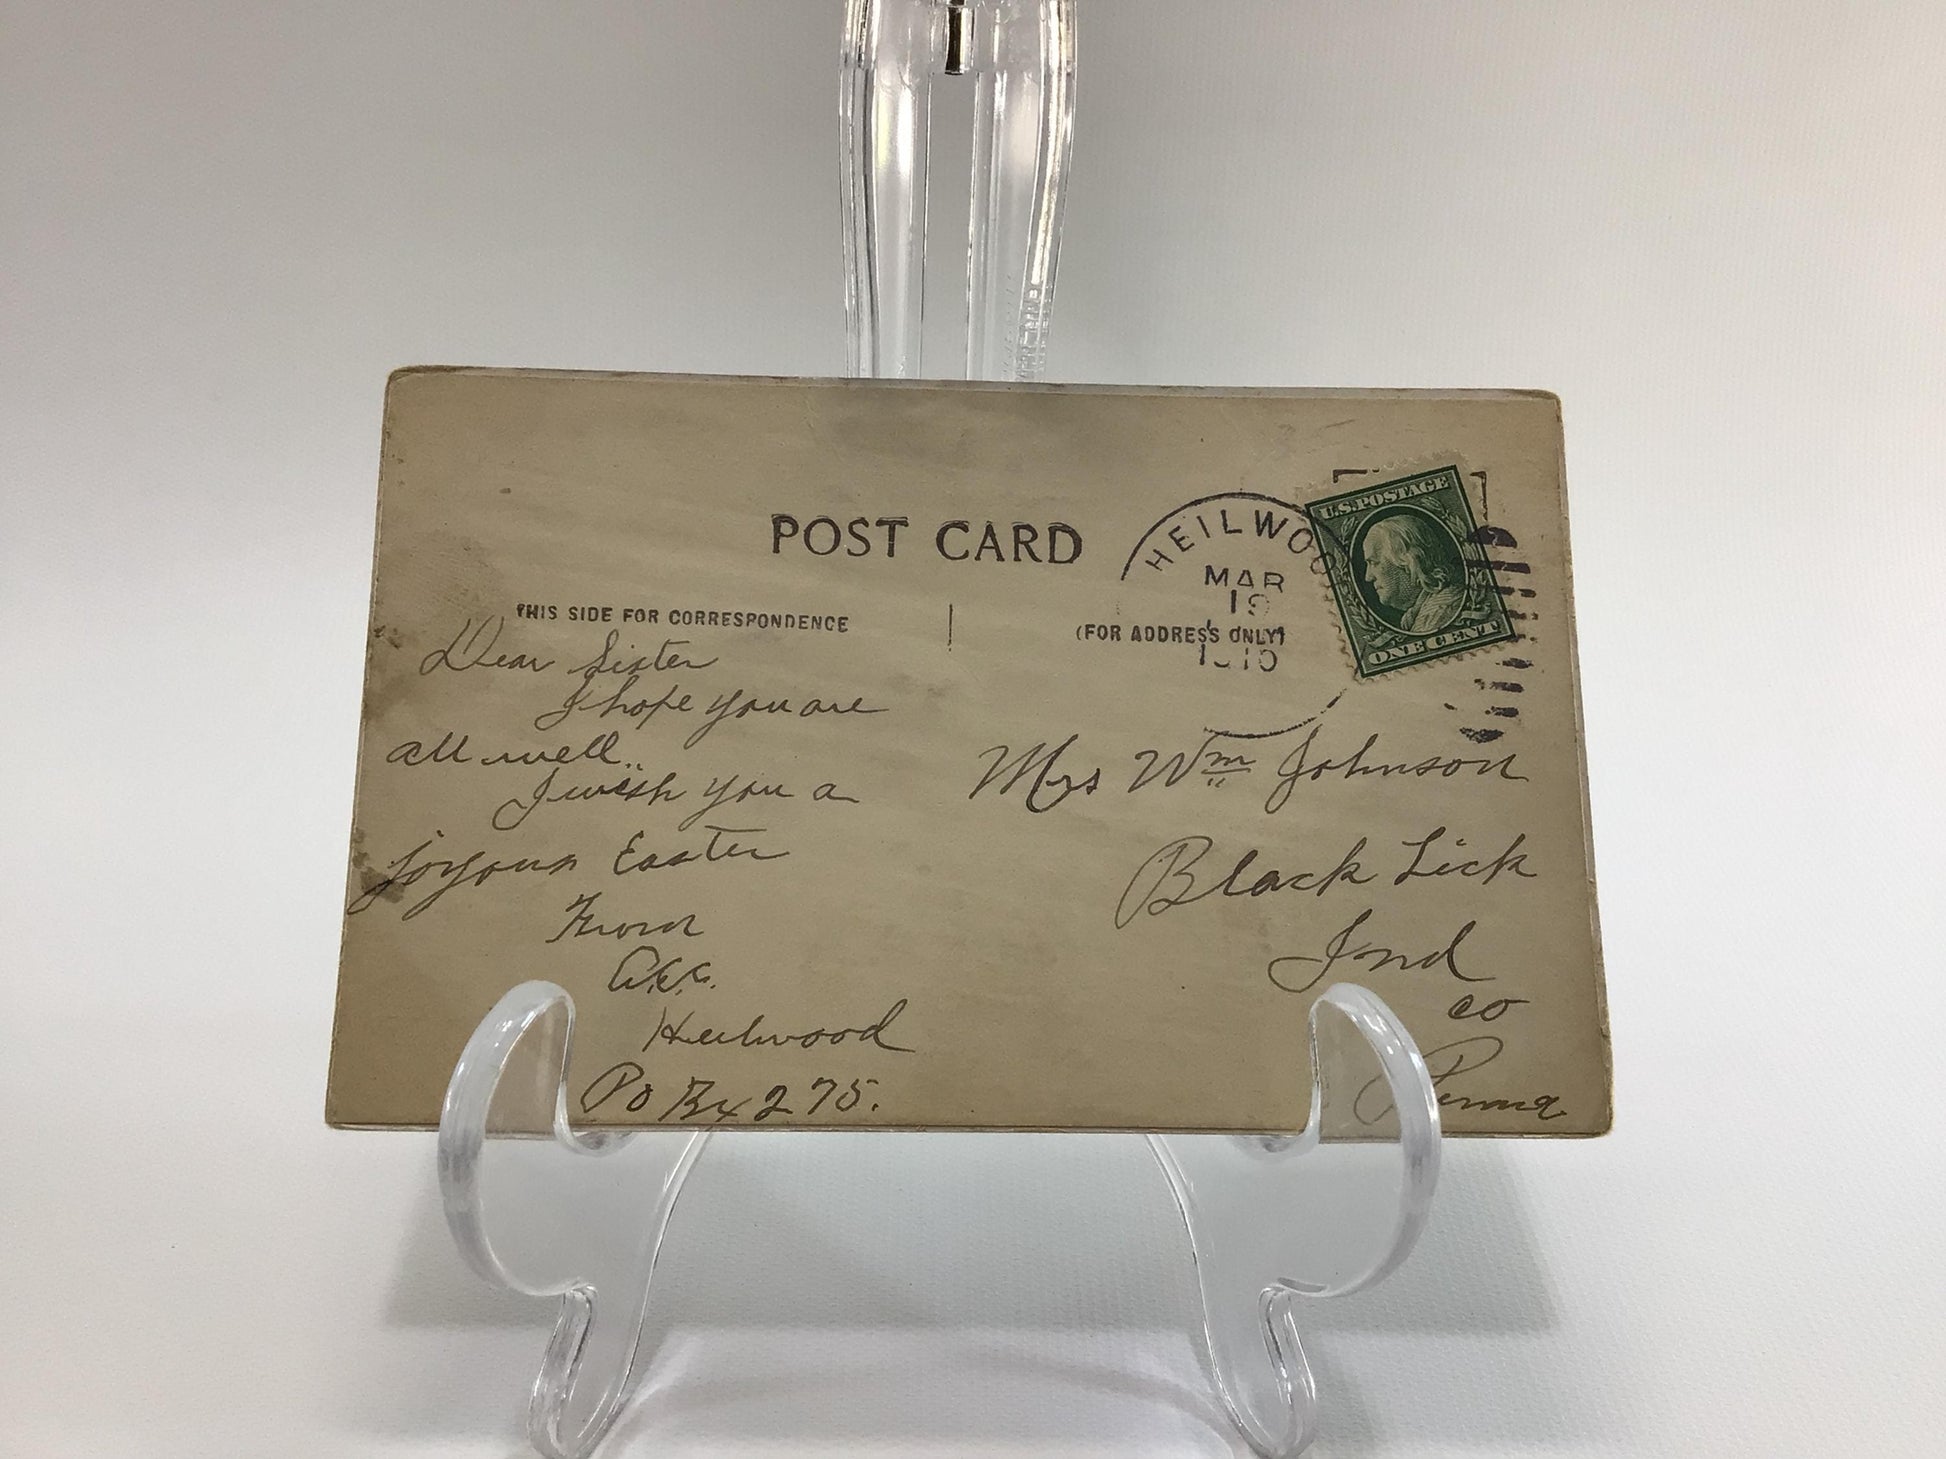 POST CARD
THIS SIDE FOR CORRESPONDENCE
(FOR ADDRESS ONLY)
HEILWOO
MAR
19
1910
U.S. POSTAGE
ONE CENT
Dear Sister
I hope you are
all well..
I wish you a
joyous Easter
From
Heilwood
Po Bx 275.
Mrs Wm Johnson
Black Lick
Ind
co
Penna